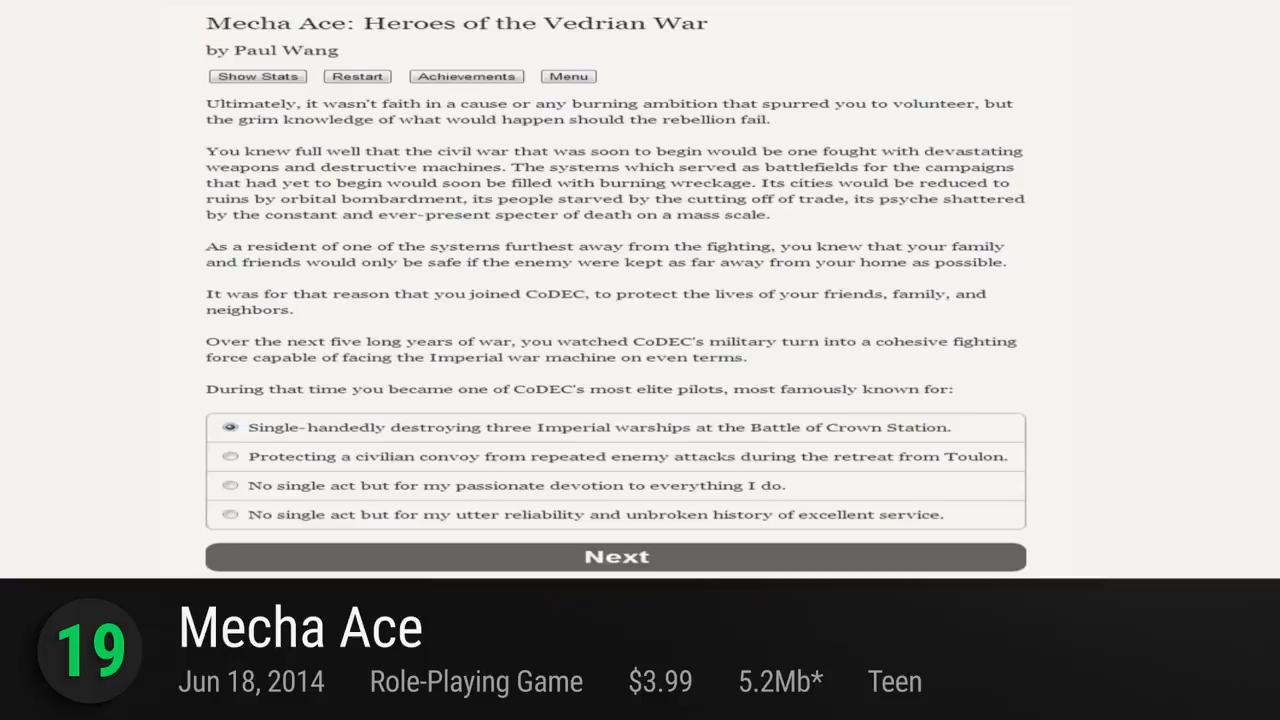 Mecha Ace: Heroes of the Vedrian War
by Paul Wang
Show Stats Restart Achievements Menu
Ultimately, it wasn't faith in a cause or any burning ambition that spurred you to volunteer, but
the grim knowledge of what would happen should the rebellion fail.
You knew full well that the civil war that was soon to begin would be one fought with devastating
weapons and destructive machines. The systems which served as battlefields for the campaigns
that had yet to begin would soon be filled with burning wreckage. Its cities would be reduced to
ruins by orbital bombardment, its people starved by the cutting off of trade, its psyche shattered
by the constant and ever-present specter of death on a mass scale.
As a resident of one of the systems furthest away from the fighting, you knew that your family
and friends would only be safe if the enemy were kept as far away from your home as possible.
It was for that reason that you joined CoDEC, to protect the lives of your friends, family, and
neighbors.
Over the next five long years of war, you watched CoDEC's military turn into a cohesive fighting
force capable of facing the Imperial war machine on even terms.
During that time you became one of CoDEC's most elite pilots, most famously known for:
Single-handedly destroying three Imperial warships at the Battle of Crown Station.
Protecting a civilian convoy from repeated enemy attacks during the retreat from Toulon.
No single act but for my passionate devotion to everything I do.
No single act but for my utter reliability and unbroken history of excellent service.
Next
19
Mecha Ace
Jun 18, 2014 Role-Playing Game $3.99 5.2Mb* Teen